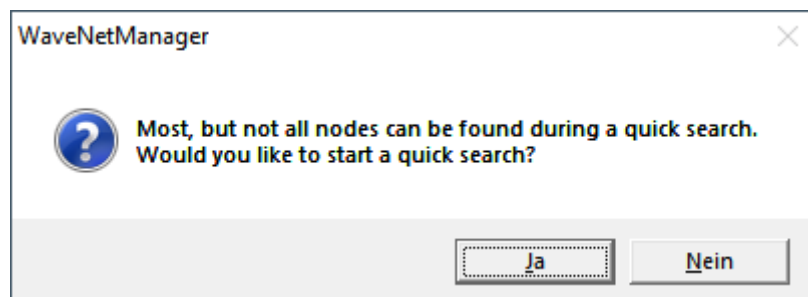 WaveNetManager
Most, but not all nodes can be found during a quick search.
Would you like to start a quick search?
Ja
Nein